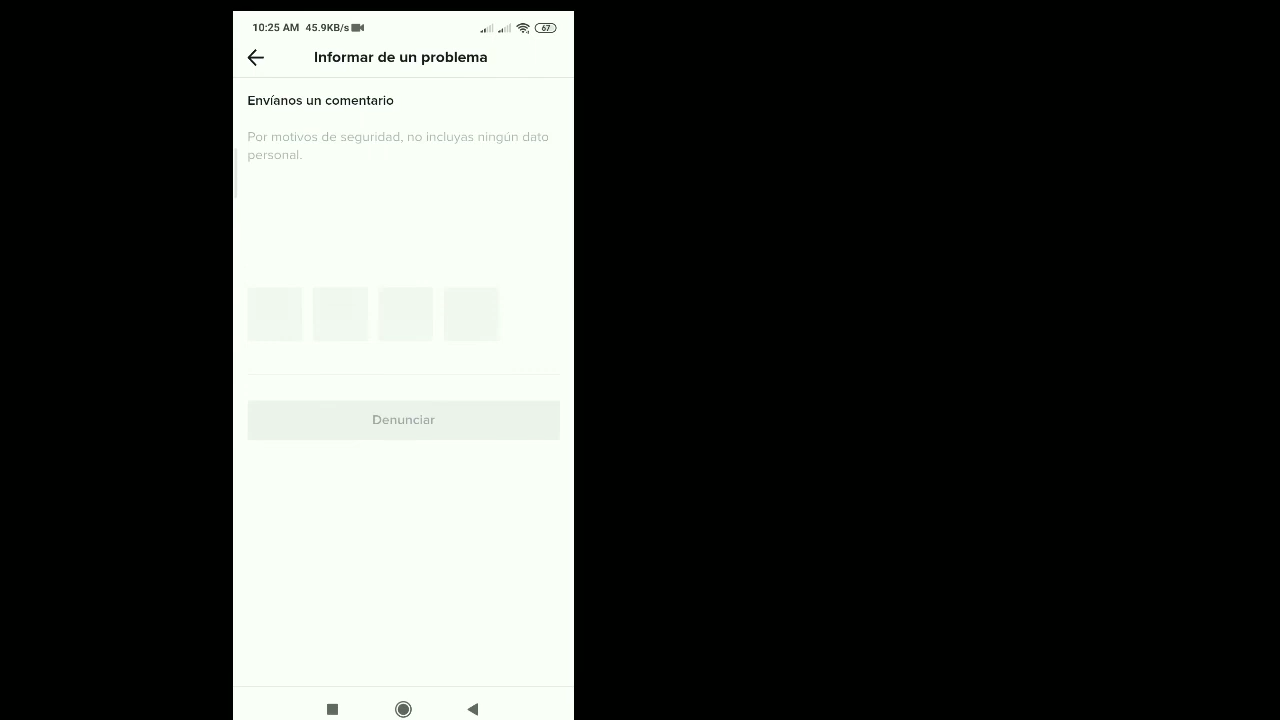 10:25 AM 45.9KB/s 67
Informar de un problema
Envíanos un comentario
Por motivos de seguridad, no incluyas ningún dato
personal.
Denunciar